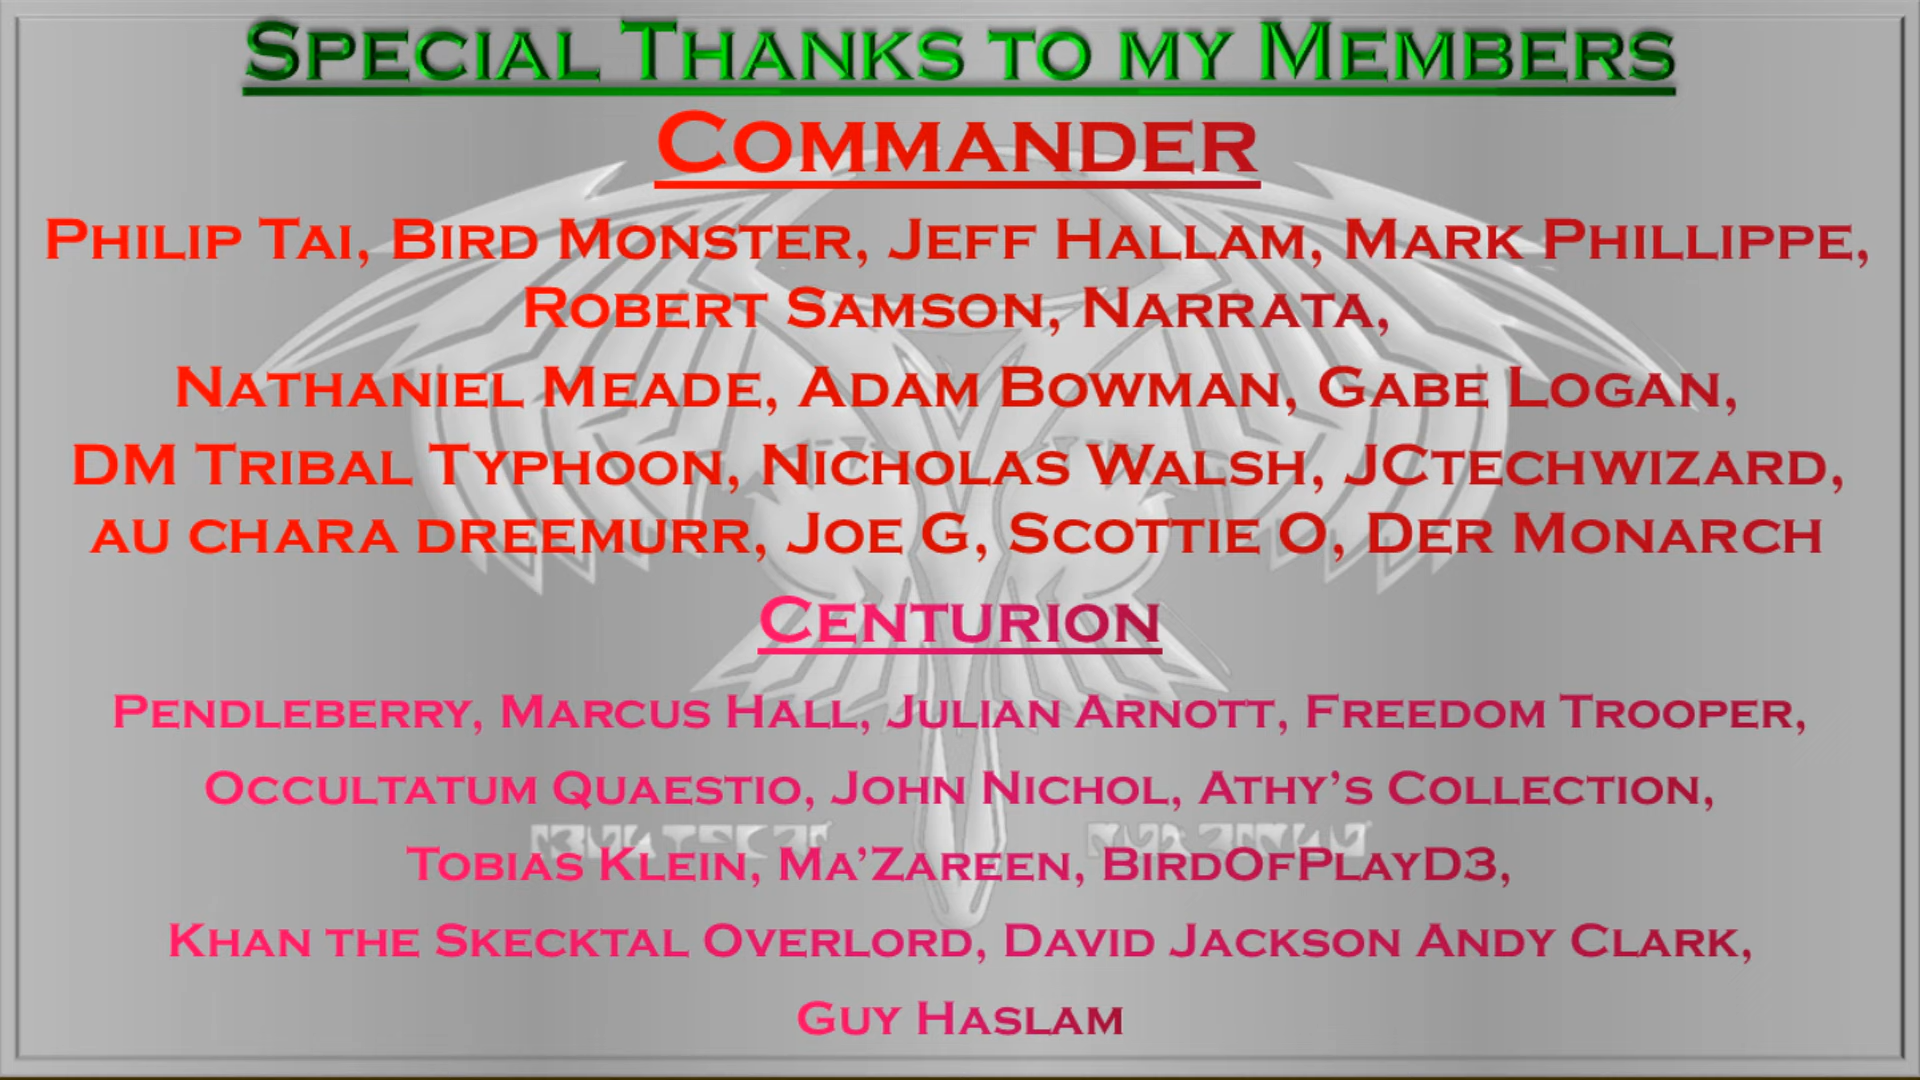 Special Thanks to my Members
Commander
Philip Tai, Bird Monster, Jeff Hallam, Mark Phillippe,
Robert Samson, Narrata,
Nathaniel Meade, Adam Bowman, Gabe Logan,
DM Tribal Typhoon, Nicholas Walsh, JCtechwizard,
au chara dreemurr, Joe G, Scottie O, Der Monarch
Centurion
Pendleberry, Marcus Hall, Julian Arnott, Freedom Trooper,
Occultatum Quaestio, John Nichol, Athy’s Collection,
Tobias Klein, Ma’Zareen, BirdOfPlayD3,
Khan the Skecktal Overlord, David Jackson Andy Clark,
Guy Haslam